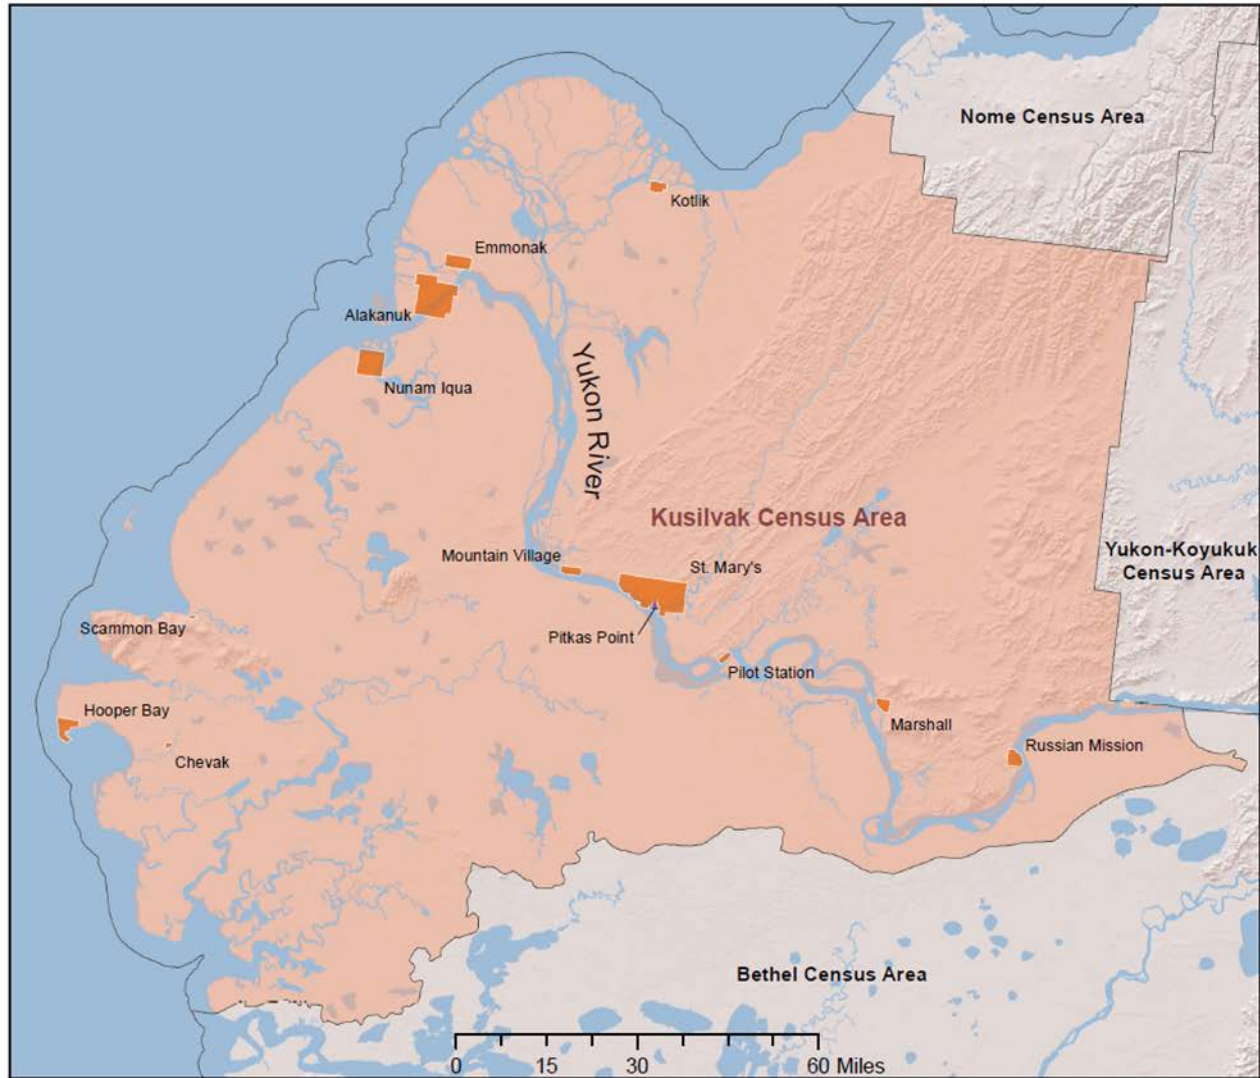 Nome Census Area
Kotlik
Emmonak
Alakanuk
Nunam Iqua
Yukon River
Kusilvak Census Area
Mountain Village
St. Mary's
Yukon-Koyukuk
Census Area
Scammon Bay
Pitkas Point
Pilot Station
Hooper Bay
Marshall
Russian Mission
Chevak
Bethel Census Area
0 15 30 60 Miles